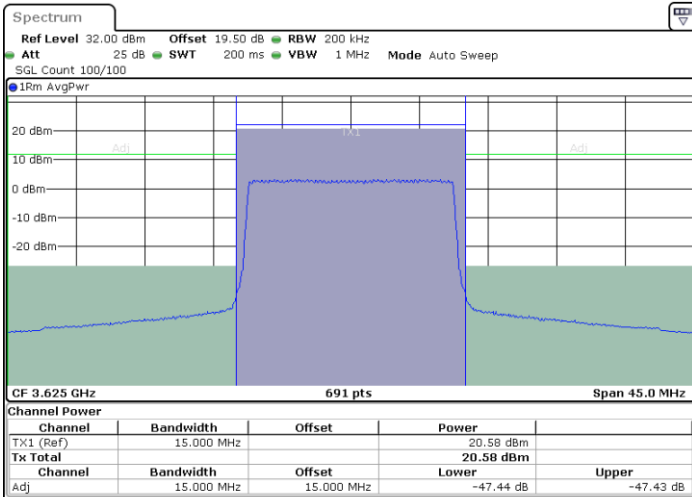 Spectrum
Ref Level 32.00 dBm Offset 19.50 dB RBW 200 kHz
Att 25 dB SWT 200 ms VBW 1 MHz Mode Auto Sweep
SGL Count 100/100
1Rm AvgPwr
TX1
20 dBm
Adj Adj
10 dBm
0 dBm
-10 dBm
-20 dBm
CF 3.625 GHz 691 pts Span 45.0 MHz
Channel Power
Channel Bandwidth Offset Power
TX1 (Ref) 15.000 MHz 20.58 dBm
Tx Total 20.58 dBm
Channel Bandwidth Offset Lower Upper
Adj 15.000 MHz 15.000 MHz -47.44 dB -47.43 dB